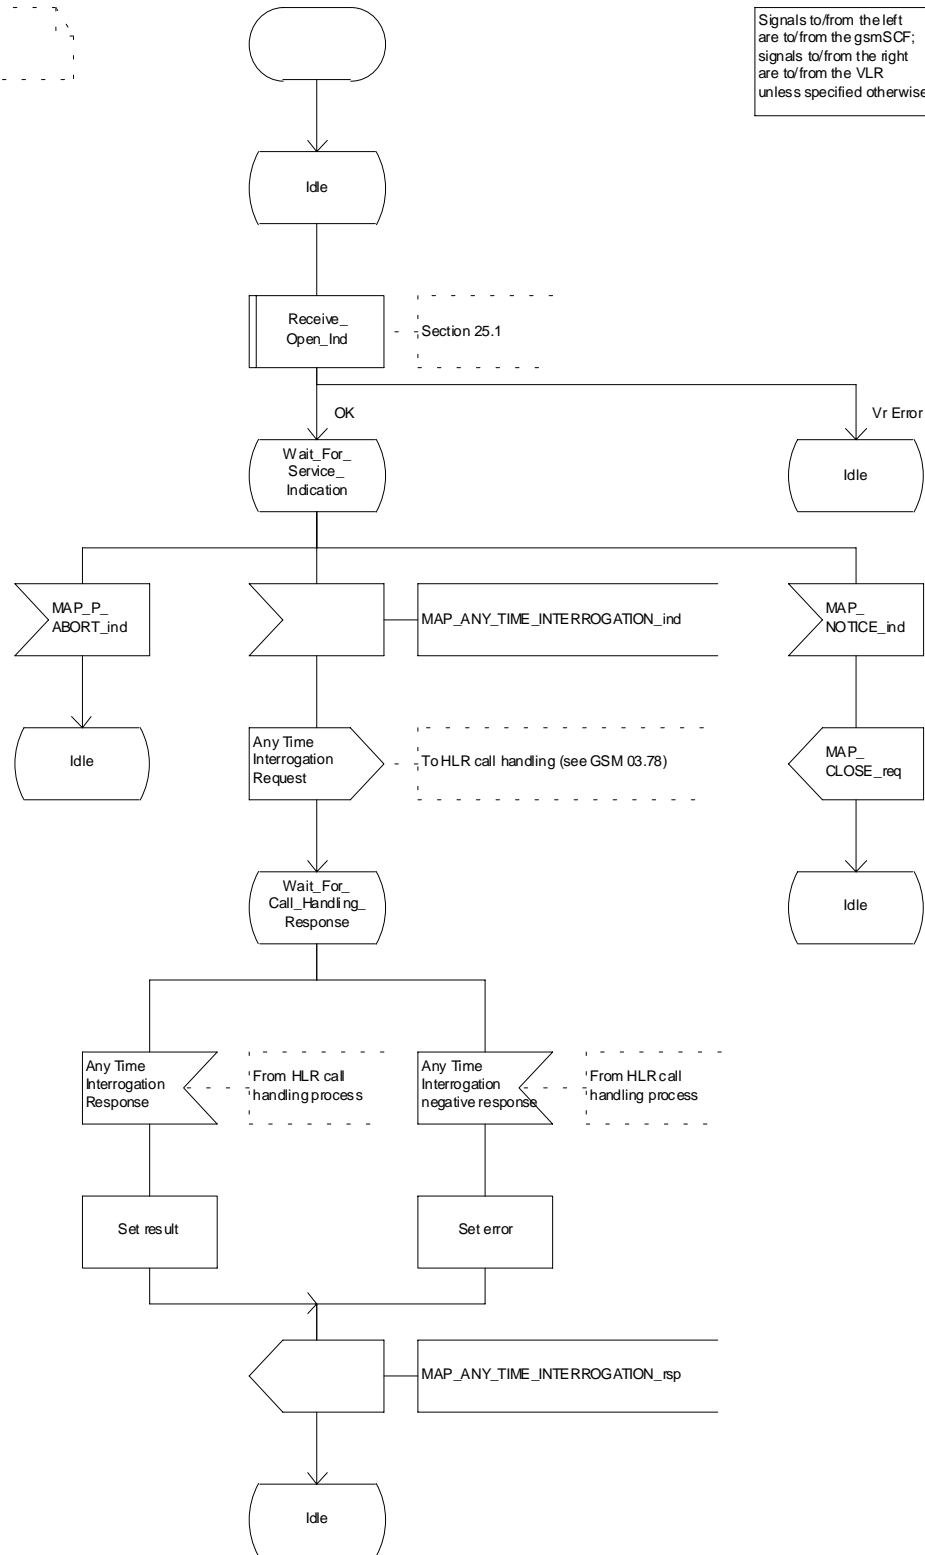 Signals to/from the left
are to/from the gsmSCF;
signals to/from the right
are to/from the VLR
unless specified otherwise
Idle
Receive_
Open_Ind
Section 25.1
OK
Vr Error
Wait_For_
Service_
Indication
Idle
MAP_P_
ABORT_ind
MAP_ANY_TIME_INTERROGATION_ind
MAP_
NOTICE_ind
Idle
Any Time
Interrogation
Request
To HLR call handling (see GSM 03.78)
MAP_
CLOSE_req
Wait_For_
Call_Handling_
Response
Idle
Any Time
Interrogation
Response
From HLR call
handling process
Any Time
Interrogation
negative response
From HLR call
handling process
Set result
Set error
MAP_ANY_TIME_INTERROGATION_rsp
Idle